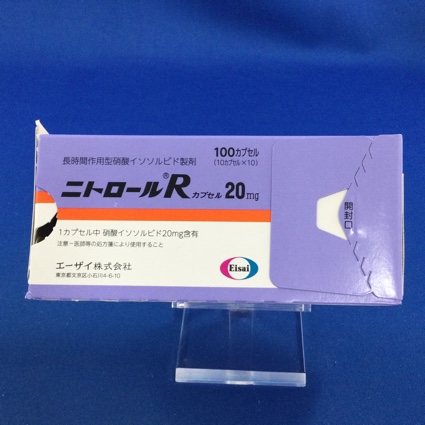 長時間作用型硝酸イソソルビド製剤
100カプセル
(10カプセル×10)
ニトロール®Rカプセル 20mg
開封口
1カプセル中 硝酸イソソルビド20mg含有
注意-医師等の処方箋により使用すること
エーザイ株式会社
東京都文京区小石川4-6-10
Eisai